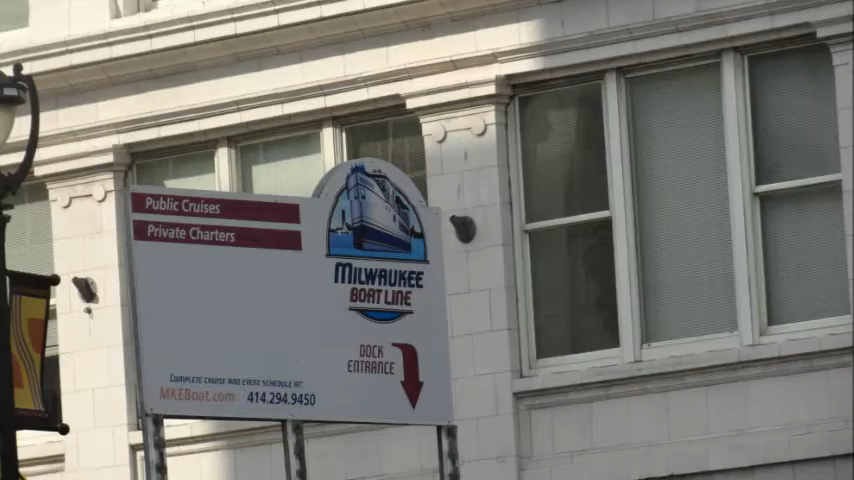 Public Cruises
Private Charters
MILWAUKEE
BOAT LINE
DOCK
ENTRANCE
COMPLETE CRUISE AND EVENT SCHEDULE AT:
MKEBoat.com 414.294.9450